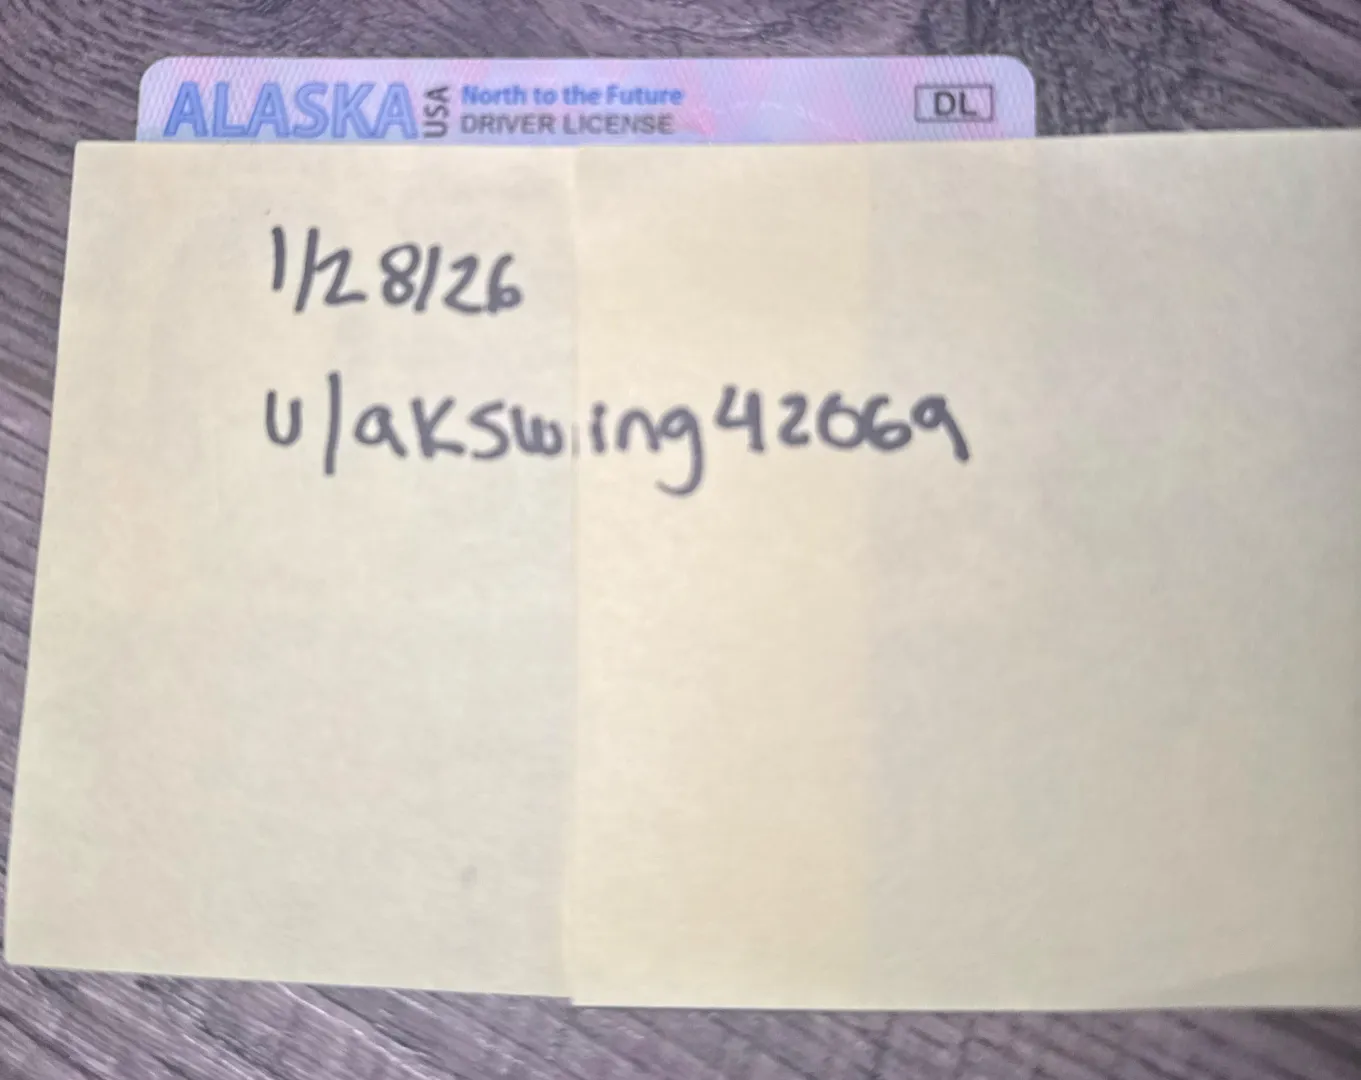 ALASKA USA North to the Future DL
DRIVER LICENSE
1/28/26
u/akswing42069